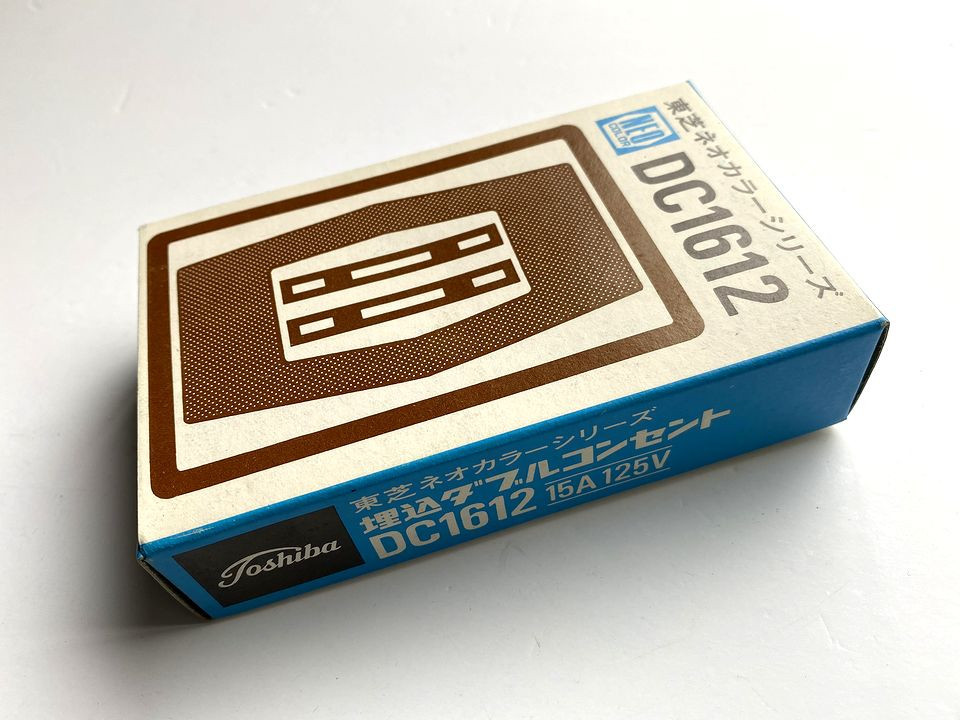 東芝ネオカラーシリーズ
NEO
COLOR
DC1612
東芝ネオカラーシリーズ
埋込ダブルコンセント
DC1612 15A 125V
Toshiba